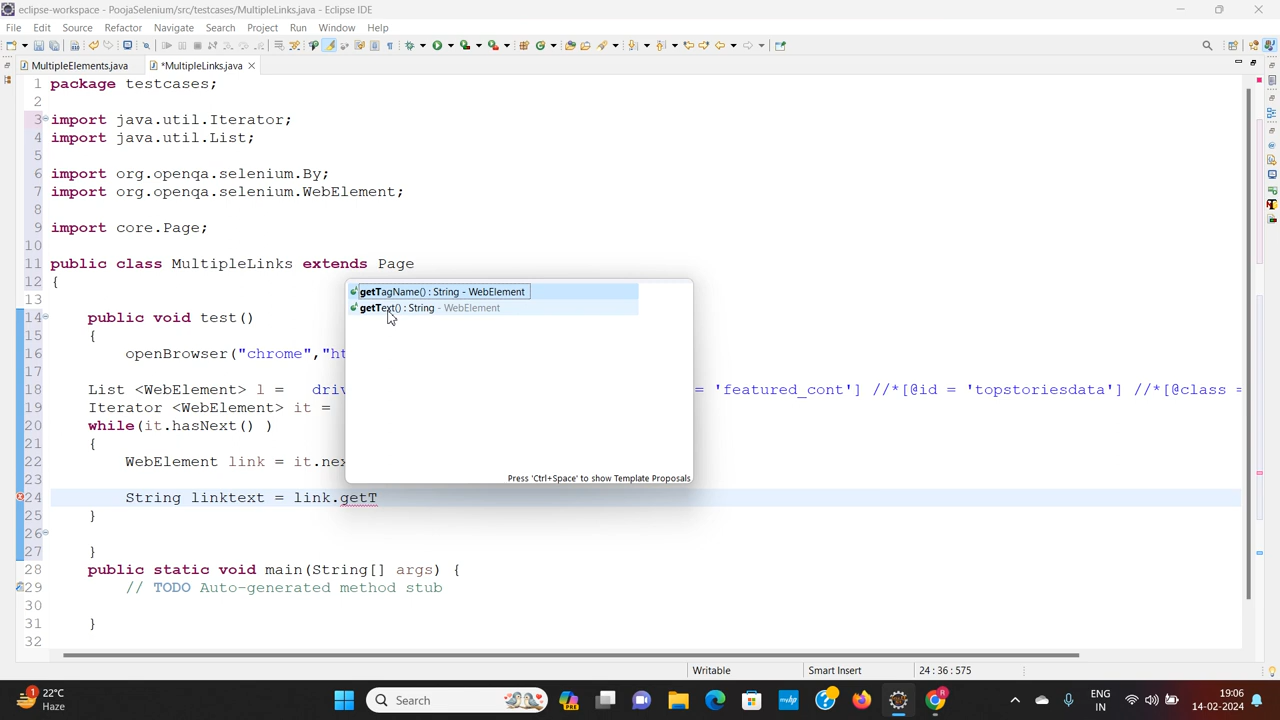 eclipse-workspace - PoojaSelenium/src/testcases/MultipleLinks.java - Eclipse IDE
File Edit Source Refactor Navigate Search Project Run Window Help
MultipleElements.java *MultipleLinks.java
1 package testcases;
2
3 import java.util.Iterator;
4 import java.util.List;
5
6 import org.openqa.selenium.By;
7 import org.openqa.selenium.WebElement;
8
9 import core.Page;
10
11 public class MultipleLinks extends Page
12 {
13
14 public void test()
15 {
16 openBrowser("chrome","ht
17
18 List <WebElement> l = driv = 'featured_cont'] //*[@id = 'topstoriesdata'] //*[@class =
19 Iterator <WebElement> it =
20 while(it.hasNext() )
21 {
22 WebElement link = it.nex
23
24 String linktext = link.getT
25 }
26
27 }
28 public static void main(String[] args) {
29 // TODO Auto-generated method stub
30
31 }
32
getTagName() : String - WebElement
getText() : String - WebElement
Press 'Ctrl+Space' to show Template Proposals
Writable Smart Insert 24 : 36 : 575
1 22°C
Haze
Search
PRE
ENG
IN
19:06
14-02-2024